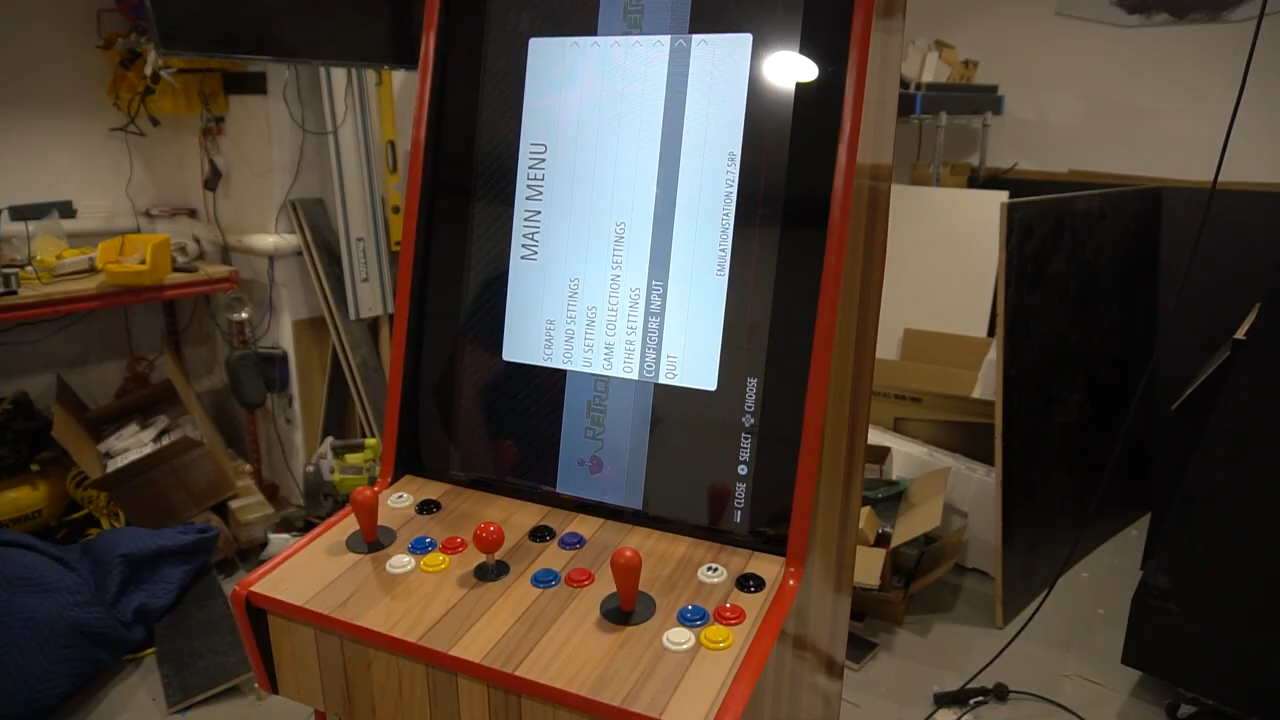 MAIN MENU
SCRAPER
SOUND SETTINGS
UI SETTINGS
GAME COLLECTION SETTINGS
OTHER SETTINGS
CONFIGURE INPUT
QUIT
EMULATIONSTATION V2.7.5RP
CLOSE SELECT CHOOSE
DEWALT